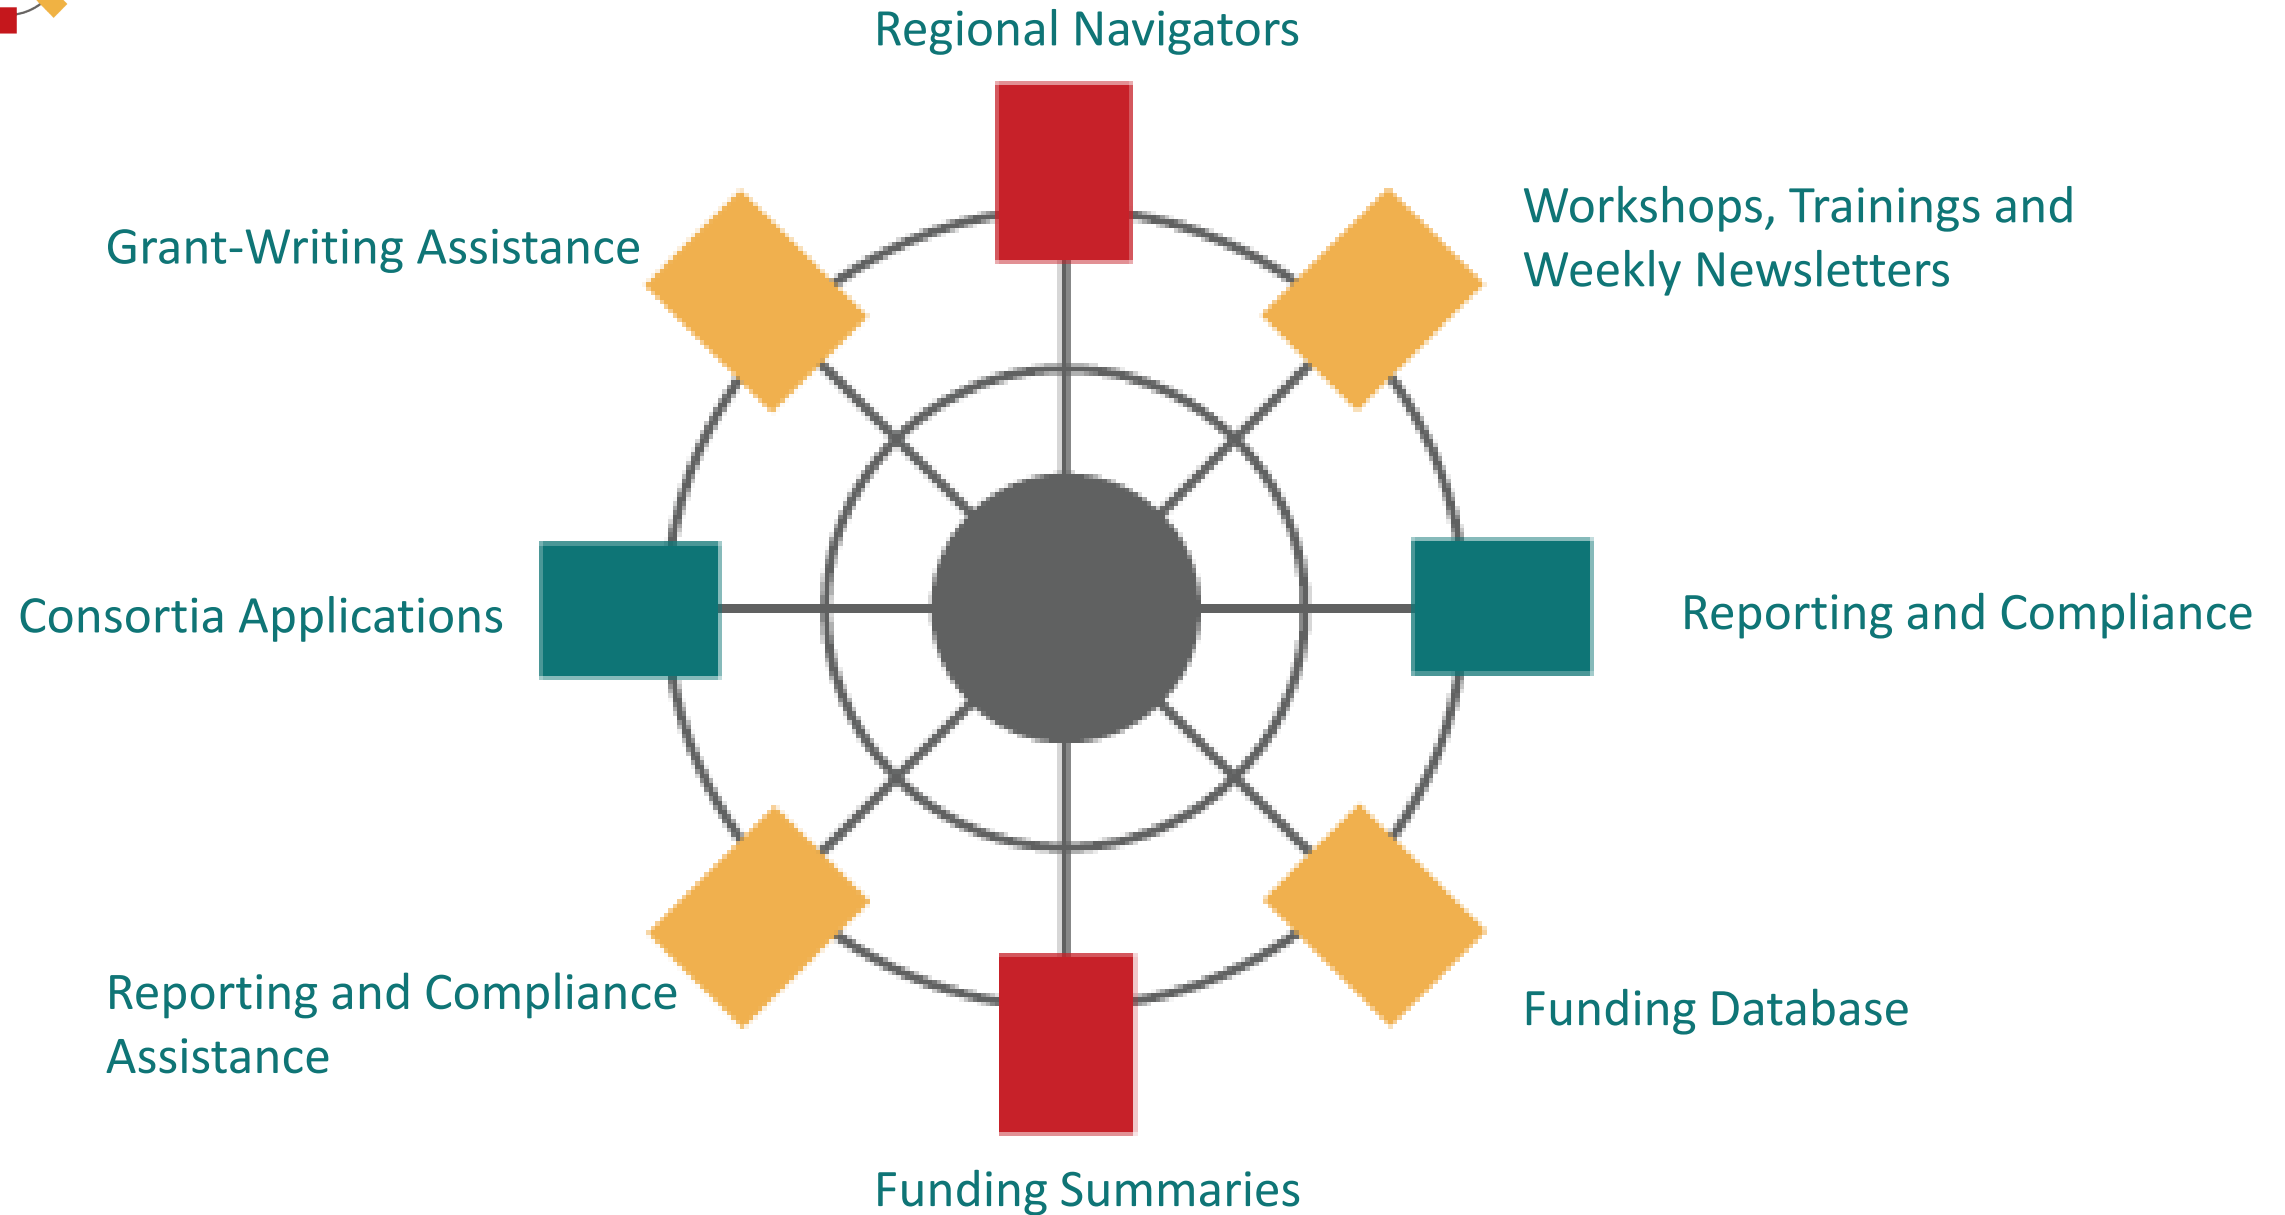 Regional Navigators
Workshops, Trainings and
Weekly Newsletters
Grant-Writing Assistance
Consortia Applications
Reporting and Compliance
Reporting and Compliance
Assistance
Funding Database
Funding Summaries